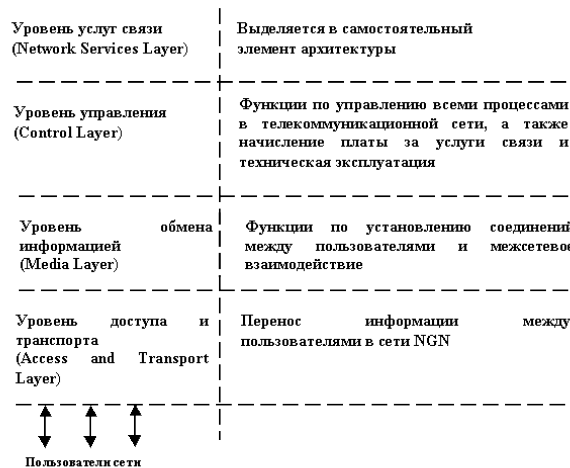 Уровень услуг связи
(Network Services Layer)
Выделяется в самостоятельный
элемент архитектуры
Уровень управления
(Control Layer)
Функции по управлению всеми процессами
в телекоммуникационной сети, а также
начисление платы за услуги связи и
техническая эксплуатация
Уровень обмена
информацией
(Media Layer)
Функции по установлению соединений
между пользователями и межсетевое
взаимодействие
Уровень доступа и
транспорта
(Access and Transport
Layer)
Перенос информации между
пользователями в сети NGN
Пользователи сети